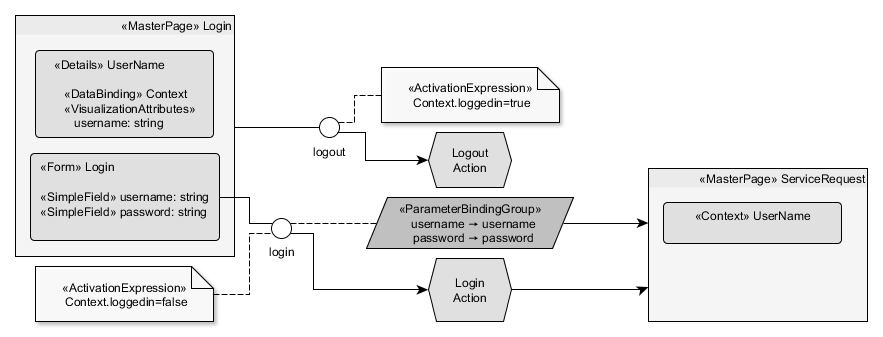 «MasterPage» Login
«Details» UserName
«DataBinding» Context
«VisualizationAttributes»
username: string
«Form» Login
«SimpleField» username: string
«SimpleField» password: string
«ActivationExpression»
Context.loggedin=false
logout
login
«ActivationExpression»
Context.loggedin=true
Logout
Action
«ParameterBindingGroup»
username → username
password → password
Login
Action
«MasterPage» ServiceRequest
«Context» UserName